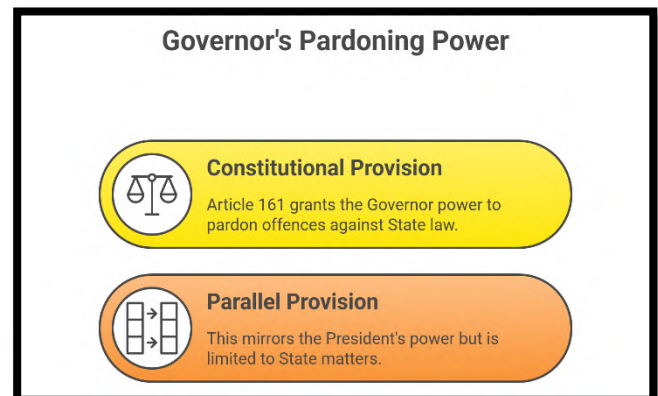 Governor's Pardoning Power
Constitutional Provision
Article 161 grants the Governor power to
pardon offences against State law.
Parallel Provision
This mirrors the President's power but is
limited to State matters.